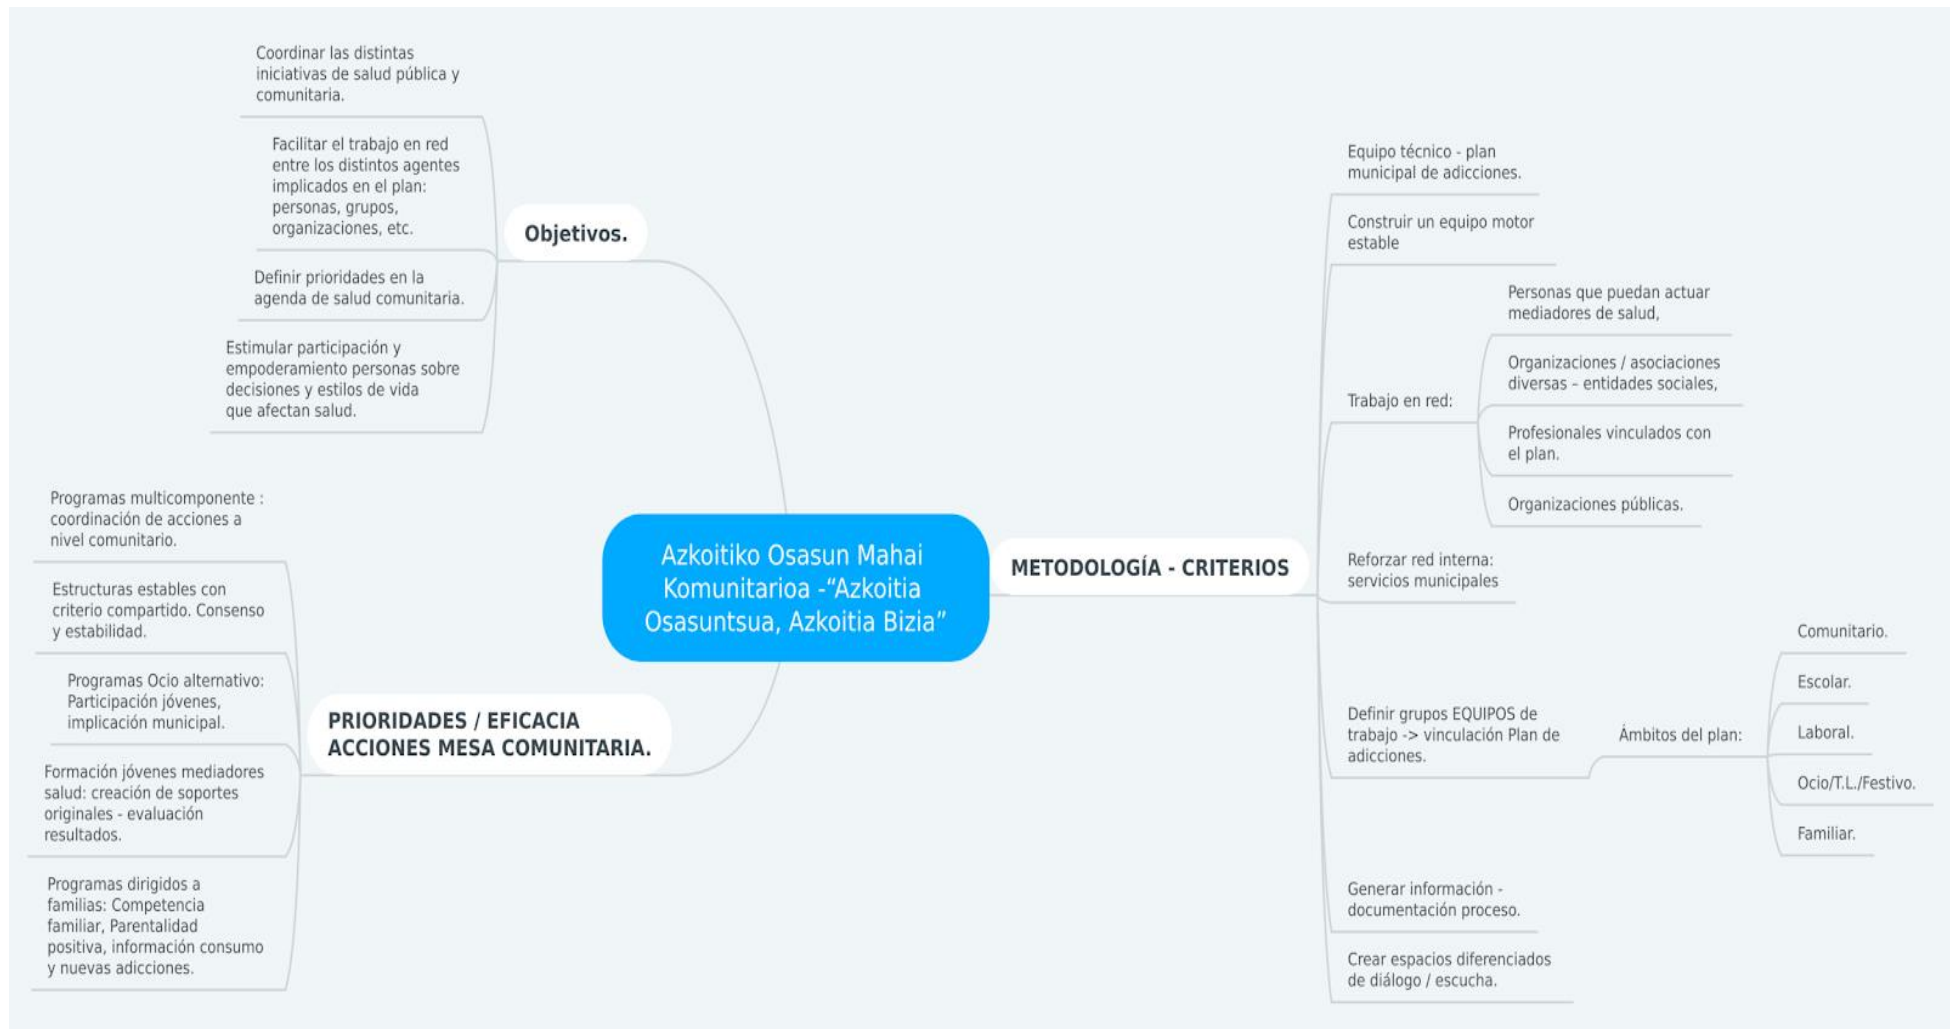 Azkoitiko Osasun Mahai
Komunitarioa -“Azkoitia
Osasuntsua, Azkoitia Bizia”
Objetivos.
Coordinar las distintas
iniciativas de salud pública y
comunitaria.
Facilitar el trabajo en red
entre los distintos agentes
implicados en el plan:
personas, grupos,
organizaciones, etc.
Definir prioridades en la
agenda de salud comunitaria.
Estimular participación y
empoderamiento personas sobre
decisiones y estilos de vida
que afectan salud.
PRIORIDADES / EFICACIA
ACCIONES MESA COMUNITARIA.
Programas multicomponente :
coordinación de acciones a
nivel comunitario.
Estructuras estables con
criterio compartido. Consenso
y estabilidad.
Programas Ocio alternativo:
Participación jóvenes,
implicación municipal.
Formación jóvenes mediadores
salud: creación de soportes
originales - evaluación
resultados.
Programas dirigidos a
familias: Competencia
familiar, Parentalidad
positiva, información consumo
y nuevas adicciones.
METODOLOGÍA - CRITERIOS
Equipo técnico - plan
municipal de adicciones.
Construir un equipo motor
estable
Trabajo en red:
Personas que puedan actuar
mediadores de salud,
Organizaciones / asociaciones
diversas – entidades sociales,
Profesionales vinculados con
el plan.
Organizaciones públicas.
Reforzar red interna:
servicios municipales
Definir grupos EQUIPOS de
trabajo -> vinculación Plan de
adicciones.
Ámbitos del plan:
Comunitario.
Escolar.
Laboral.
Ocio/T.L./Festivo.
Familiar.
Generar información -
documentación proceso.
Crear espacios diferenciados
de diálogo / escucha.